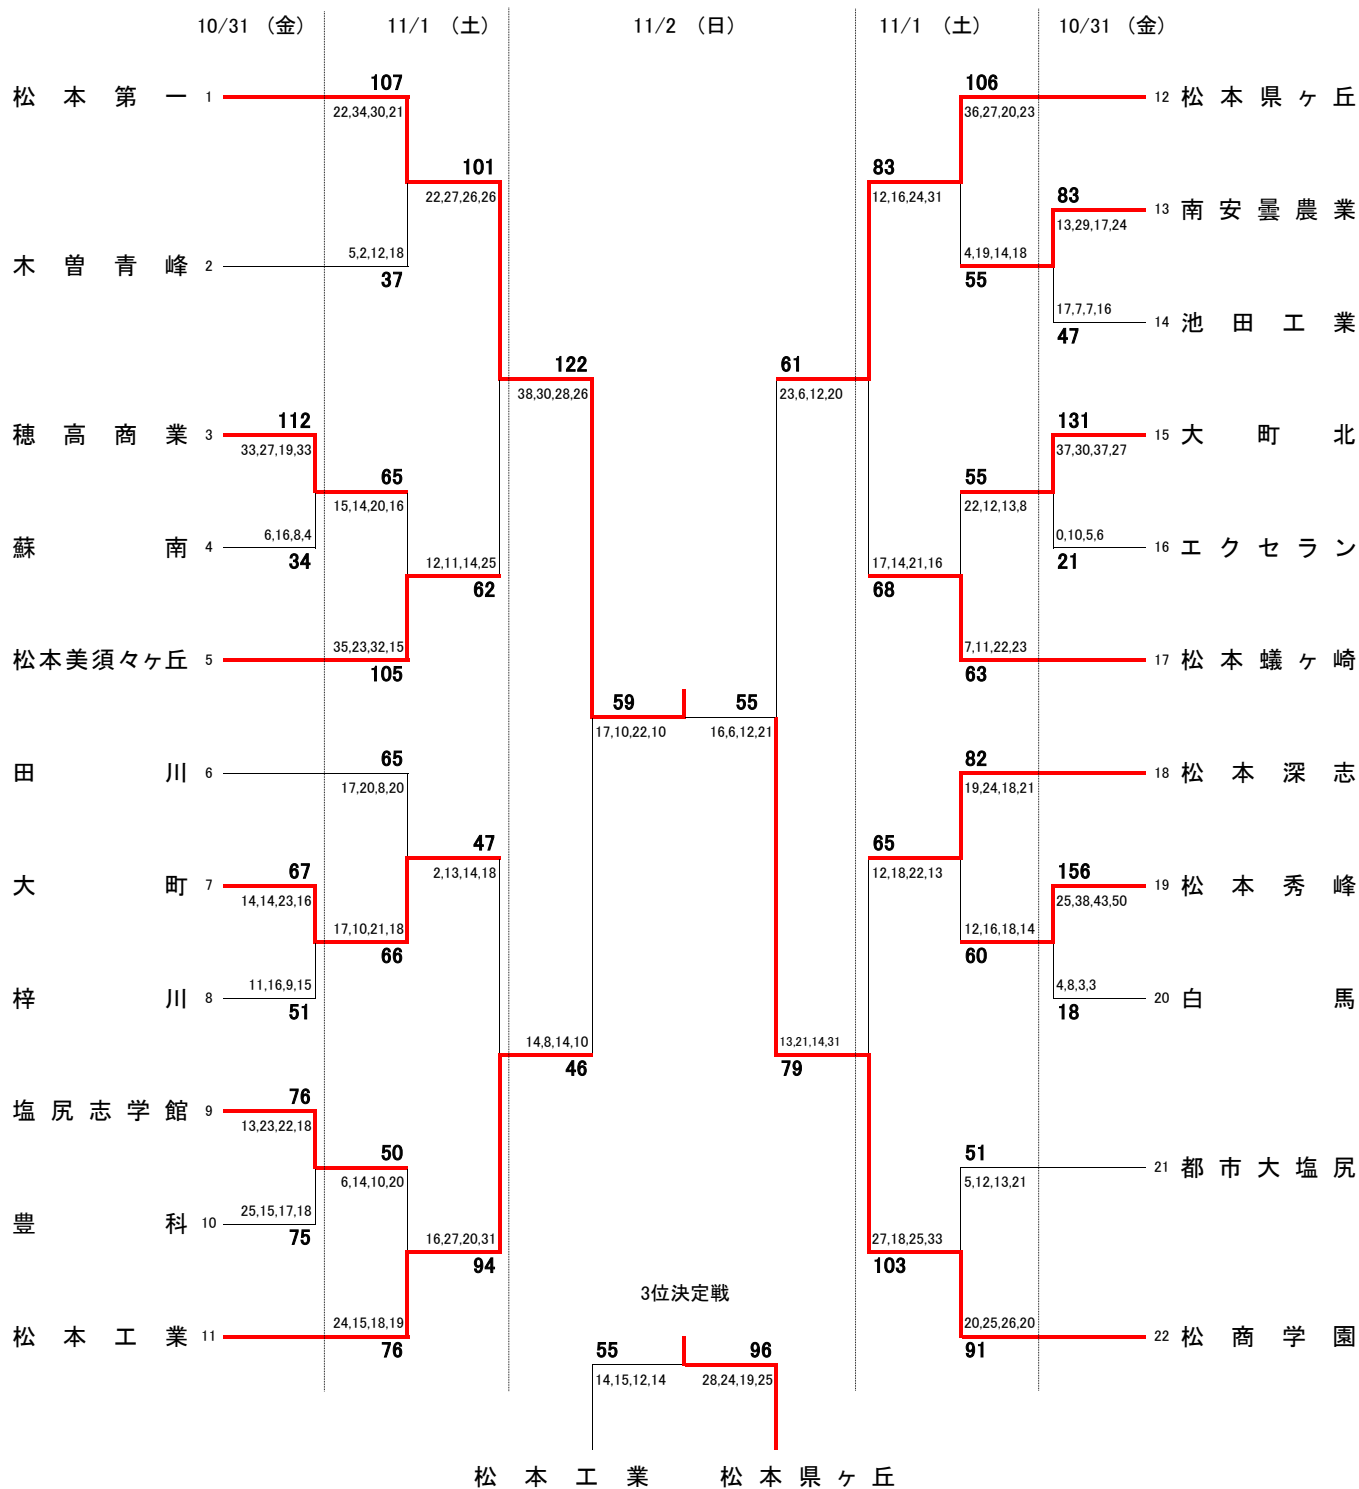 10/31 （金） 11/1 （土） 11/2 （日） 11/1 （土） 10/31 （金）
107 106
松本第一 1 12 松本県ヶ丘
22,34,30,21 36,27,20,23
101 83
22,27,26,26 12,16,24,31
83
13 南安曇農業
13,29,17,24
5,2,12,18 4,19,14,18
木曽青峰 2
37 55
17,7,7,16
14 池田工業
47
122 61
38,30,28,26 23,6,12,20
112 131
穂高商業 3 15 大町北
33,27,19,33 37,30,37,27
65 55
15,14,20,16 22,12,13,8
6,16,8,4 0,10,5,6
蘇南 4 16 エクセラン
34 21
12,11,14,25 17,14,21,16
62 68
35,23,32,15 7,11,22,23
松本美須々ヶ丘 5 17 松本蟻ヶ崎
105 63
59 55
17,10,22,10 16,6,12,21
65 82
田川 6 18 松本深志
17,20,8,20 19,24,18,21
47 65
2,13,14,18 12,18,22,13
67 156
大町 7 19 松本秀峰
14,14,23,16 25,38,43,50
17,10,21,18 12,16,18,14
66 60
11,16,9,15 4,8,3,3
梓川 8 20 白馬
51 18
14,8,14,10 13,21,14,31
46 79
76
塩尻志学館 9
13,23,22,18
50 51
21 都市大塩尻
6,14,10,20 5,12,13,21
25,15,17,18
豊科 10
75
16,27,20,31 27,18,25,33
94 103
3位決定戦
24,15,18,19 20,25,26,20
松本工業 11 22 松商学園
76 91
55 96
14,15,12,14 28,24,19,25
松本工業 松本県ヶ丘